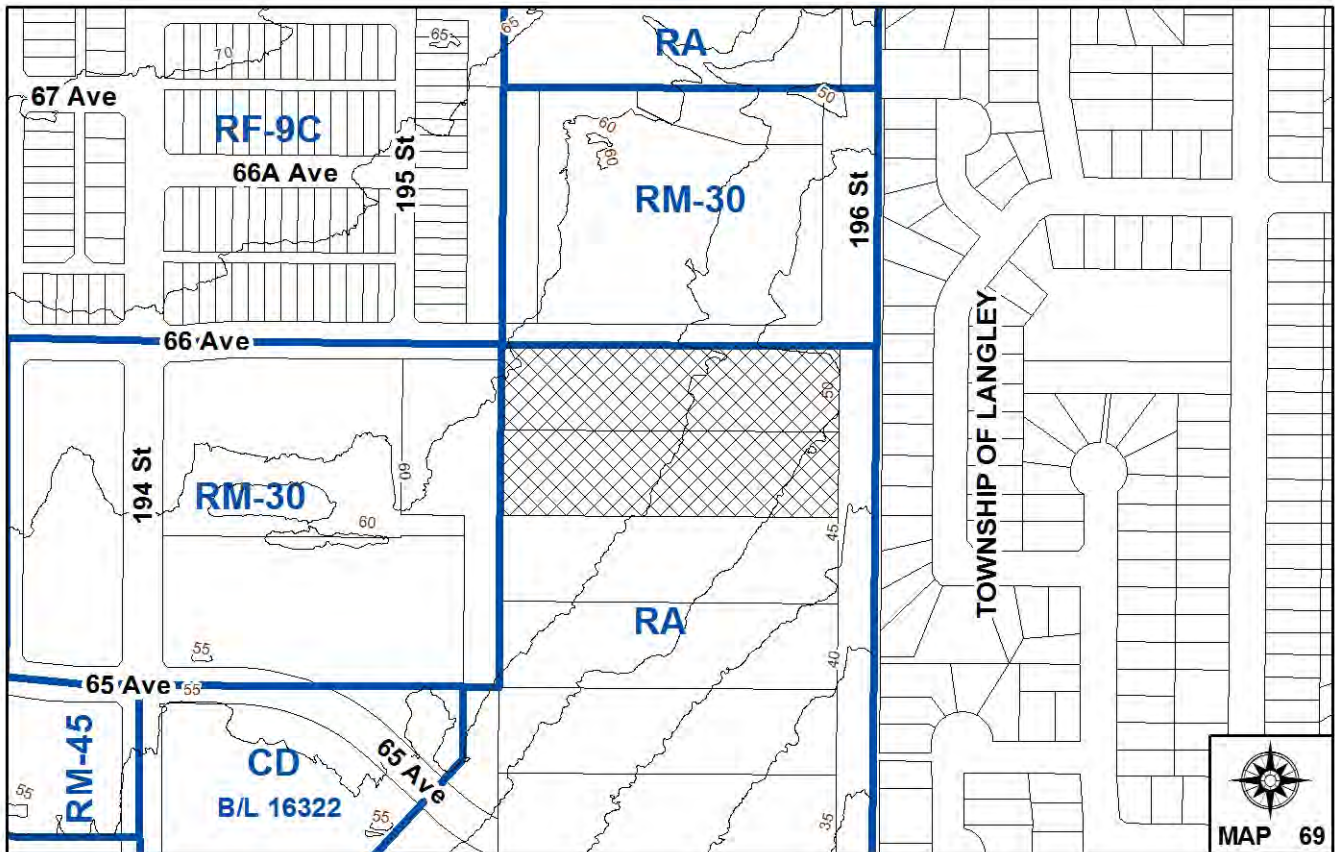 70
65
65
RA
67 Ave
50
RF-9C
60
60
66A Ave
195 St
RM-30
196 St
66 Ave
50
TOWNSHIP OF LANGLEY
194 St
RM-30
60
60
45
RA
55
40
65 Ave
55
RM-45
CD
65 Ave
B/L 16322
55
55
35
MAP 69